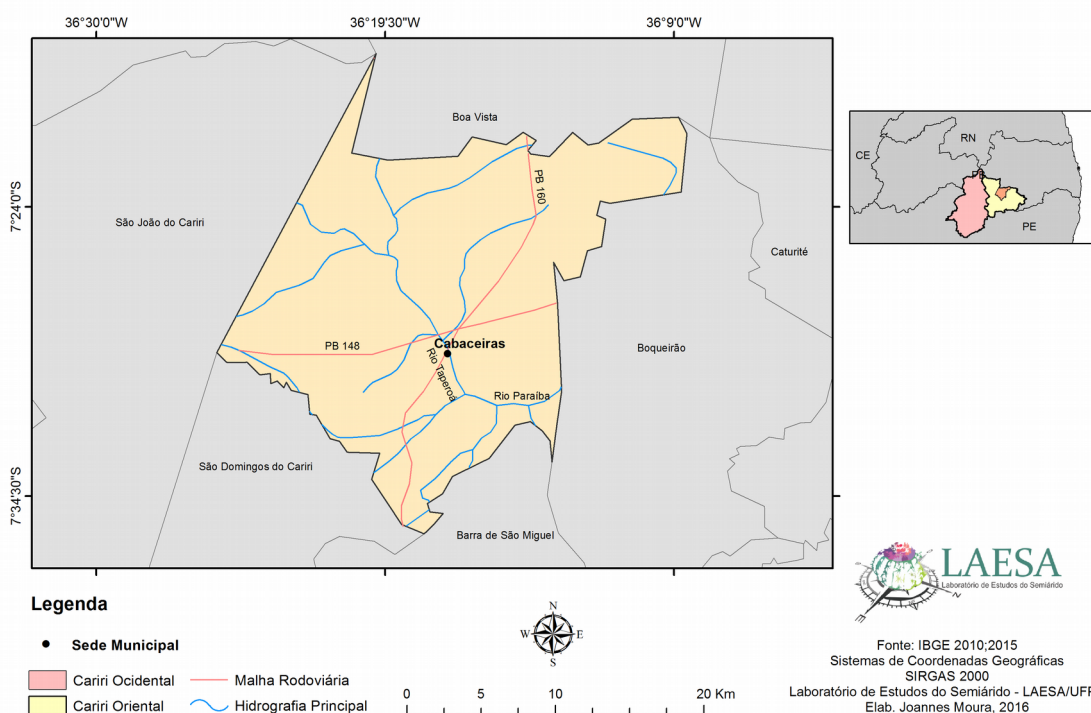 36°30'0"W
36°19'30"W
36°9'0"W
Boa Vista
RN
CE
PB 160
PE
7°24'0"S
São João do Cariri
Caturité
PB 148
Cabaceiras
Boqueirão
Rio Taperoá
Rio Paraíba
São Domingos do Cariri
7°34'30"S
Barra de São Miguel
LAESA
Laboratório de Estudos do Semiárido
Legenda
N
W
E
S
Sede Municipal
Cariri Ocidental
Malha Rodoviária
Cariri Oriental
Hidrografia Principal
0 5 10 20 Km
Fonte: IBGE 2010;2015
Sistemas de Coordenadas Geográficas
SIRGAS 2000
Laboratório de Estudos do Semiárido - LAESA/UFP
Elab. Joannes Moura, 2016